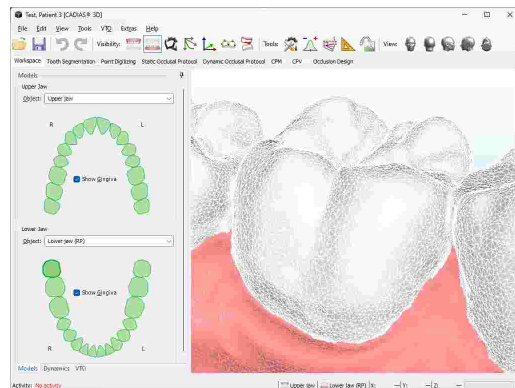 Test, Patient 3 [CADIAS® 3D]
File Edit View Tools VTO Extras Help
Visibility: Tools: View:
Workspace Tooth Segmentation Point Digitizing Static Occlusal Protocol Dynamic Occlusal Protocol CPM CPV Occlusion Design
Models
Upper Jaw
Object: Upper Jaw
R L
Show Gingiva
Lower Jaw
Object: Lower Jaw (RP)
Show Gingiva
R L
Models Dynamics VTO
Activity: No activity Upper Jaw Lower Jaw (RP) X: — Y: — Z: